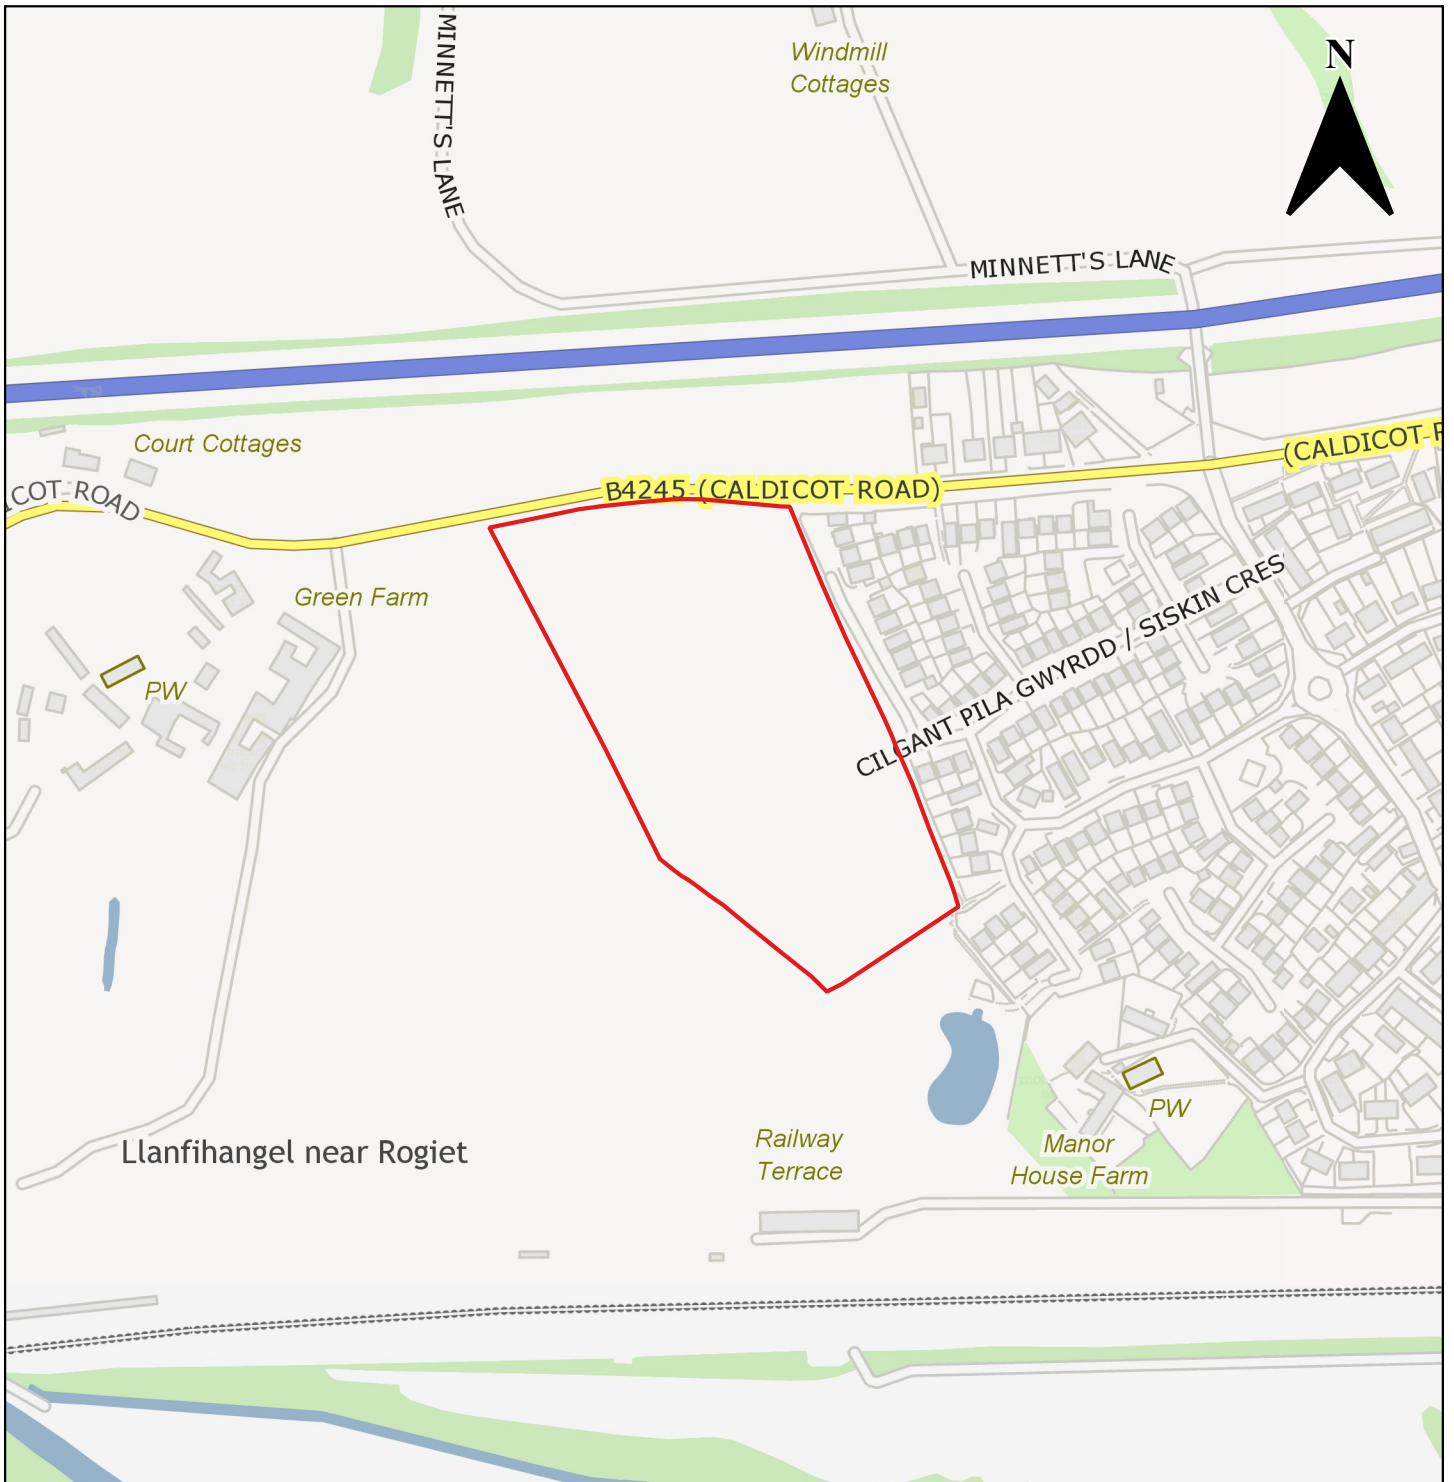 MINNETT'S LANE
Windmill
Cottages
N
MINNETT'S LANE
Court Cottages
(CALDICOT R
ICOT ROAD
B4245 (CALDICOT ROAD)
Green Farm
CILGANT PILA GWYRDD / SISKIN CRES
PW
PW
Llanfihangel near Rogiet
Railway
Terrace
Manor
House Farm